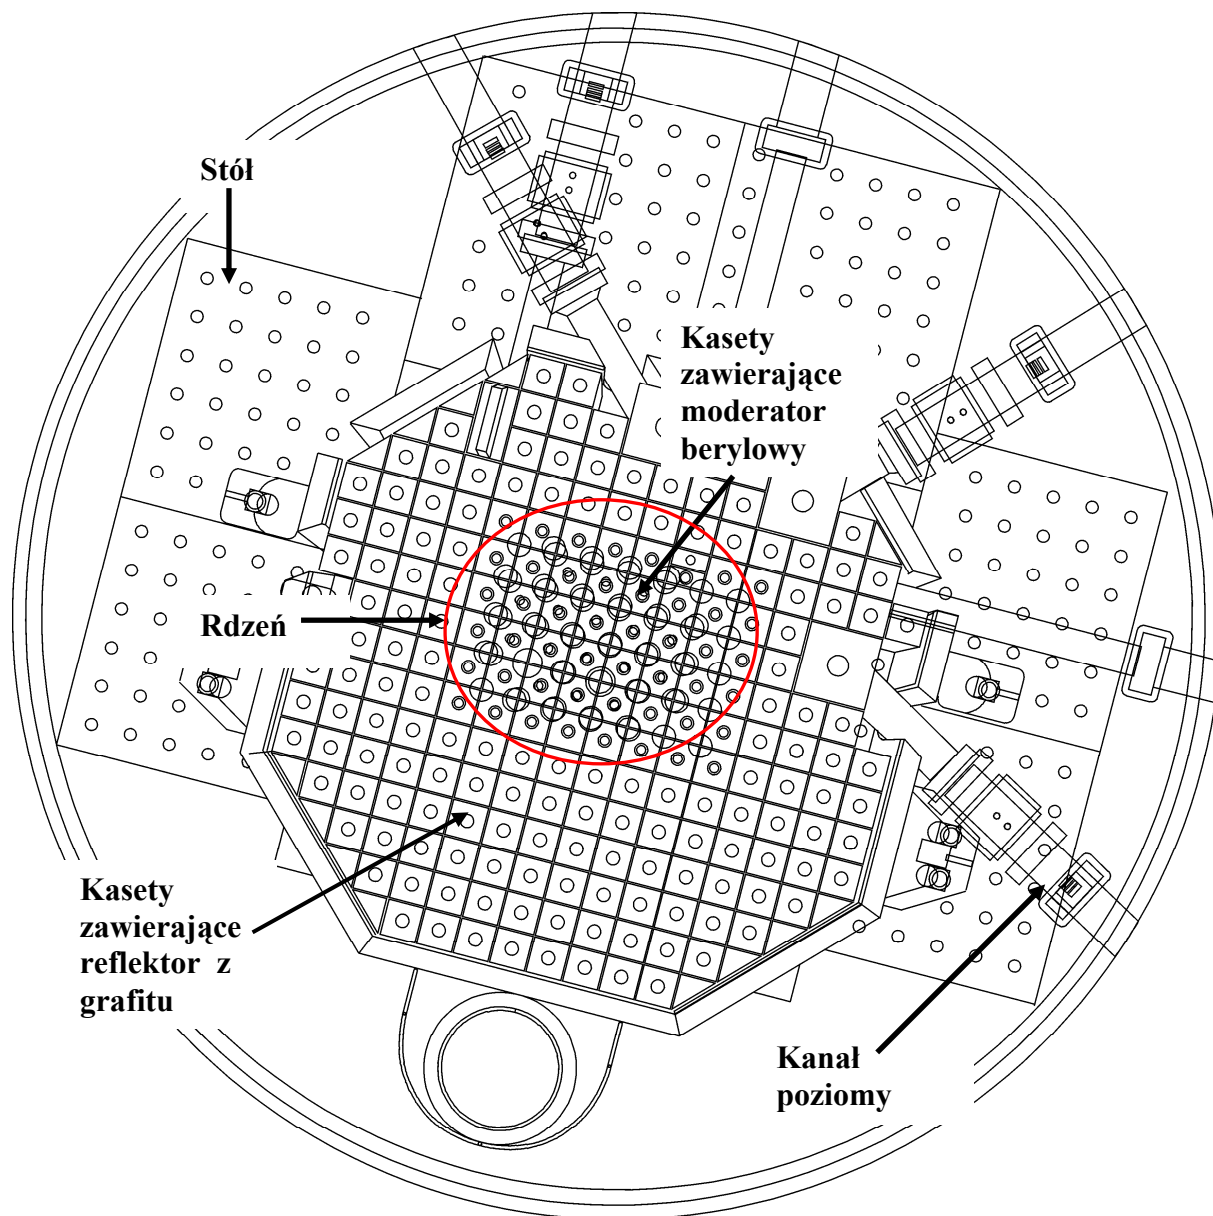 Stół
Kasety
zawierające
moderator
berylowy
Rdzeń
Kasety
zawierające
reflektor z
grafitu
Kanał
poziomy